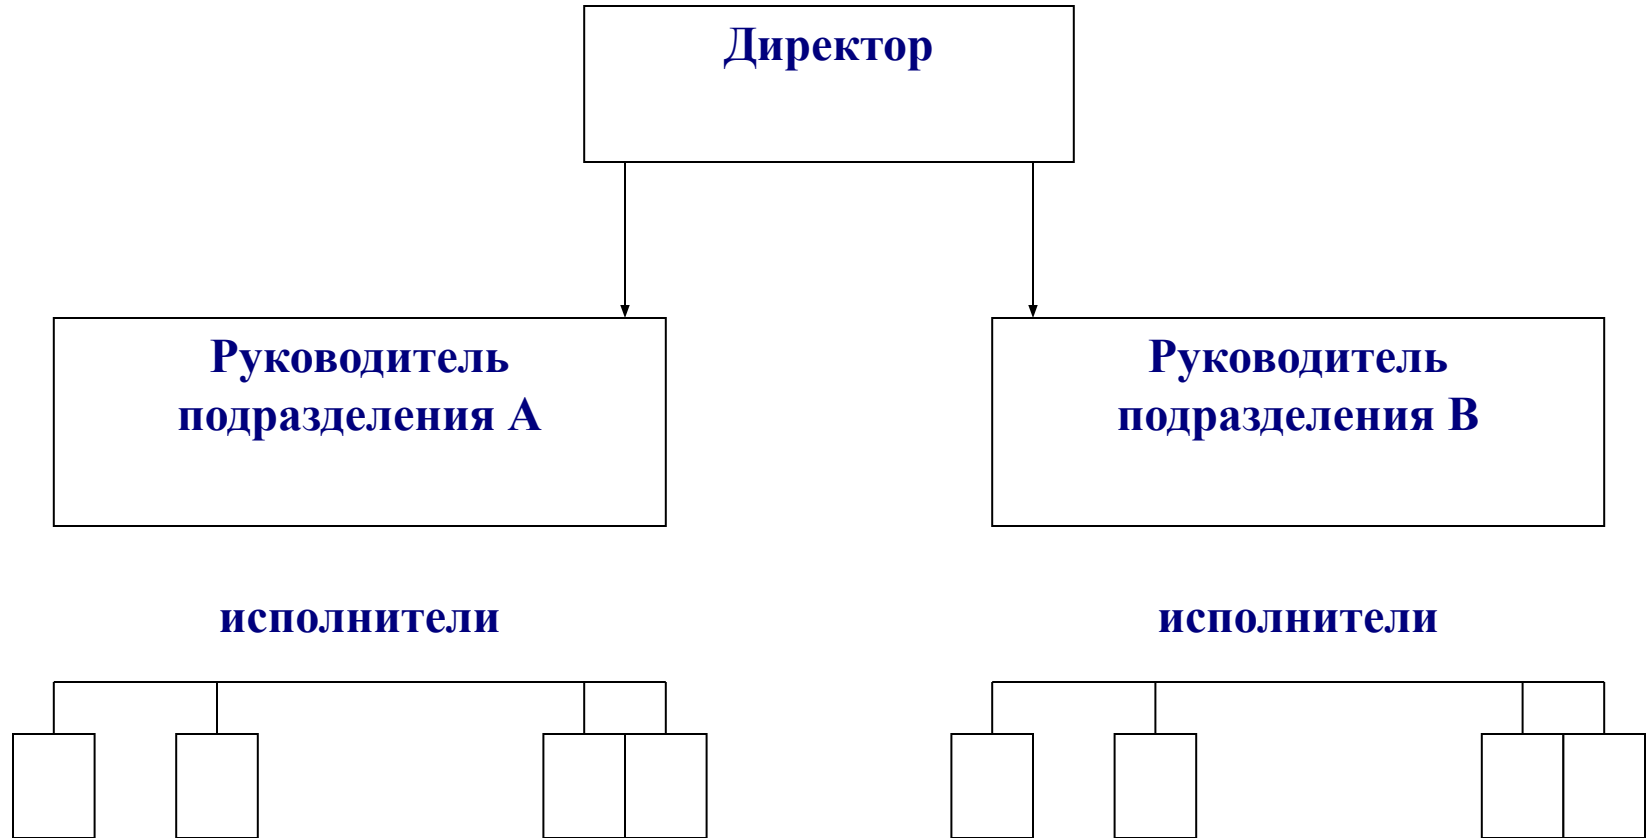 Директор
Руководитель
подразделения А
Руководитель
подразделения В
исполнители
исполнители